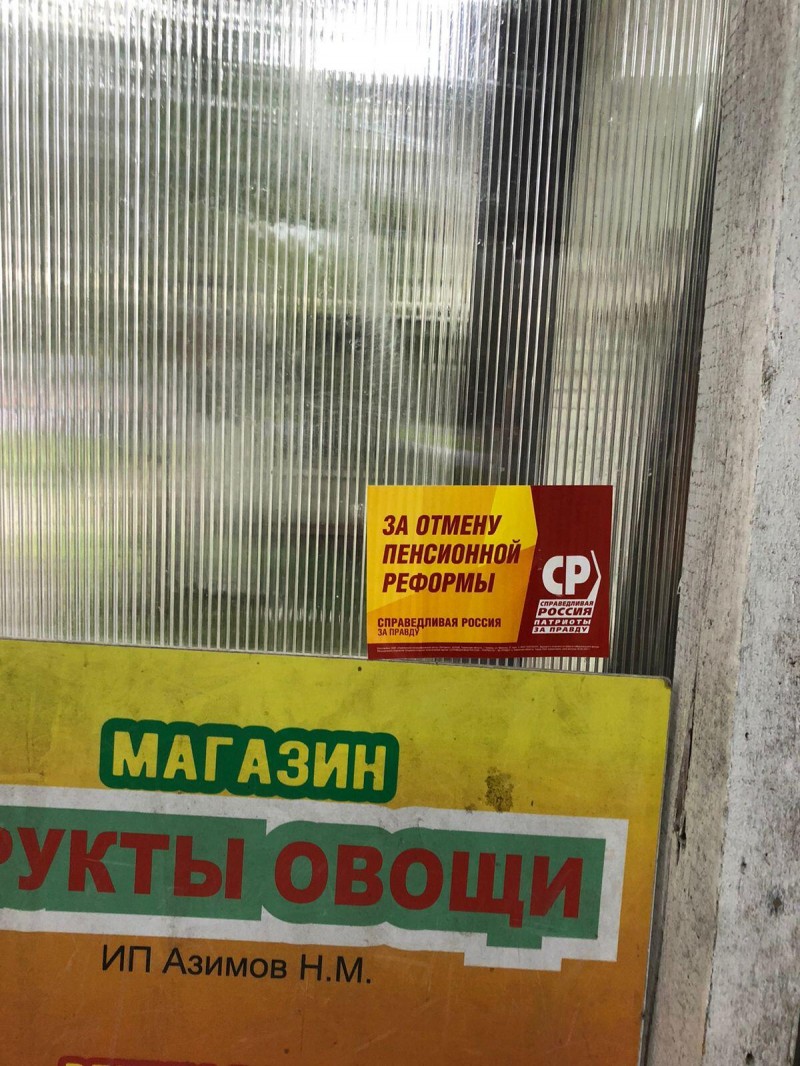 ЗА ОТМЕНУ
ПЕНСИОННОЙ
РЕФОРМЫ
СПРАВЕДЛИВАЯ РОССИЯ
ЗА ПРАВДУ
СР
СПРАВЕДЛИВАЯ
РОССИЯ
ПАТРИОТЫ
ЗА ПРАВДУ
МАГАЗИН
РУКТЫ ОВОЩИ
ИП Азимов Н.М.